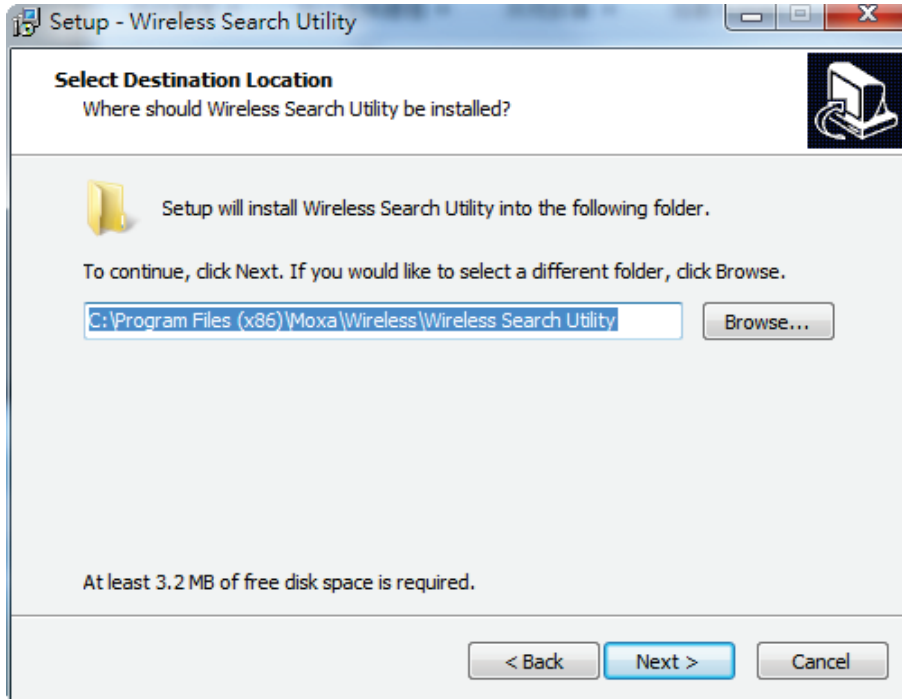 Setup - Wireless Search Utility
Select Destination Location
Where should Wireless Search Utility be installed?
Setup will install Wireless Search Utility into the following folder.
To continue, click Next. If you would like to select a different folder, click Browse.
C:\Program Files (x86)\Moxa\Wireless\Wireless Search Utility
Browse...
At least 3.2 MB of free disk space is required.
< Back
Next >
Cancel